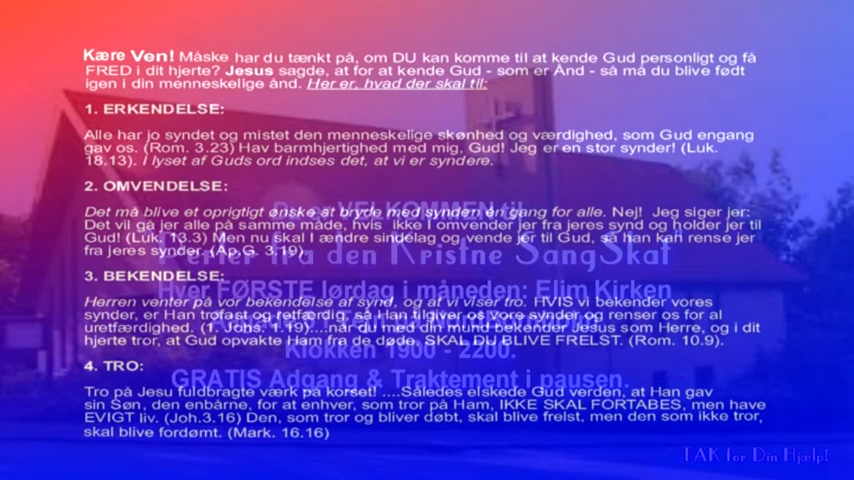 Kære Ven! Måske har du tænkt på, om DU kan komme til at kende Gud personligt og få
FRED i dit hjerte? Jesus sagde, at for at kende Gud - som er Ånd - så må du blive født
igen i din menneskelige ånd. Her er, hvad der skal til:
1. ERKENDELSE:
Alle har jo syndet og mistet den menneskelige skønhed og værdighed, som Gud engang
gav os. (Rom. 3.23) Hav barmhjertighed med mig, Gud! Jeg er en stor synder! (Luk.
18.13). I lyset af Guds ord indses det, at vi er syndere.
2. OMVENDELSE:
Det må blive et oprigtigt ønske at bryde med synden én gang for alle. Nej! Jeg siger jer:
Det vil gå jer alle på samme måde, hvis ikke I omvender jer fra jeres synd og holder jer til
Gud! (Luk. 13.3) Men nu skal I ændre sindelag og vende jer til Gud, så han kan rense jer
fra jeres synder. (Ap.G. 3.19)
3. BEKENDELSE:
Herren venter på vor bekendelse af synd, og af vi viser tro. HVIS vi bekender vores
synder, er Han trofast og retfærdig, så Han tilgiver os vore synder og renser os for al
uretfærdighed. (1. Johs. 1.19)....når du med din mund bekender Jesus som Herre, og i dit
hjerte tror, at Gud opvakte Ham fra de døde, SKAL DU BLIVE FRELST. (Rom. 10.9).
4. TRO:
Tro på Jesu fuldbragte værk på korset! ....Således elskede Gud verden, at Han gav
sin Søn, den enbårne, for at enhver, som tror på Ham, IKKE SKAL FORTABES, men have
EVIGT liv. (Joh.3.16) Den, som tror og bliver døbt, skal blive frelst, men den som ikke tror,
skal blive fordømt. (Mark. 16.16)
VELKOMMEN til
Perler fra den Kristne SangSkat
Hver FØRSTE lørdag i måneden: Elim Kirken
Klokken 1900 - 2200.
GRATIS Adgang & Traktement i pausen.
TAK for Din Hjælp!